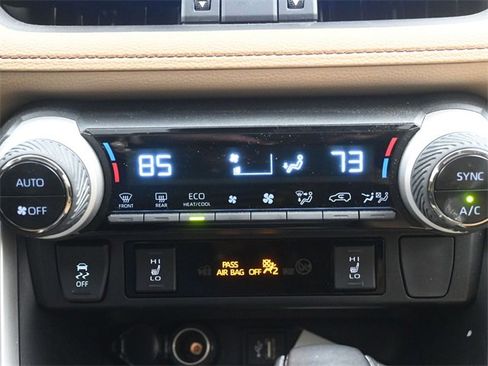 85 73
AUTO SYNC
OFF A/C
FRONT REAR ECO HEAT/COOL
HI LO PASS AIR BAG OFF 2 HI LO
OFF